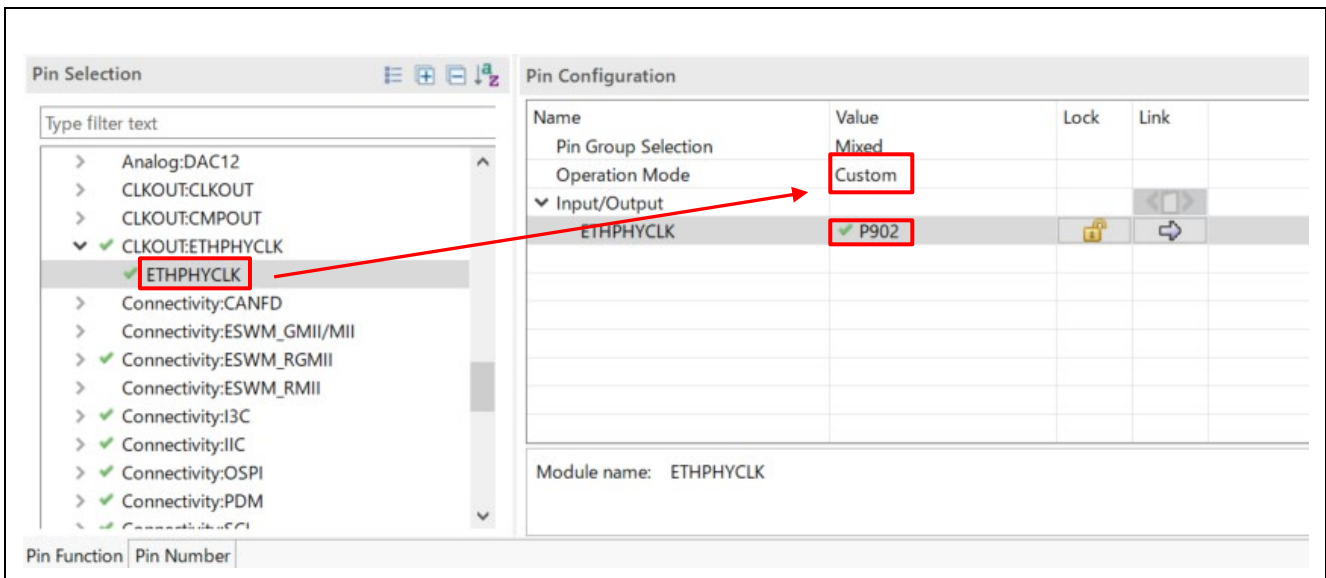 Pin Selection
Type filter text
Analog:DAC12
CLKOUT:CLKOUT
CLKOUT:CMPOUT
CLKOUT:ETHPHYCLK
ETHPHYCLK
Connectivity:CANFD
Connectivity:ESWM_GMII/MII
Connectivity:ESWM_RGMII
Connectivity:ESWM_RMII
Connectivity:I3C
Connectivity:IIC
Connectivity:OSPI
Connectivity:PDM
Connectivity:SCI
Pin Function Pin Number
Pin Configuration
Name Value Lock Link
Pin Group Selection Mixed
Operation Mode Custom
Input/Output
ETHPHYCLK P902
Module name: ETHPHYCLK